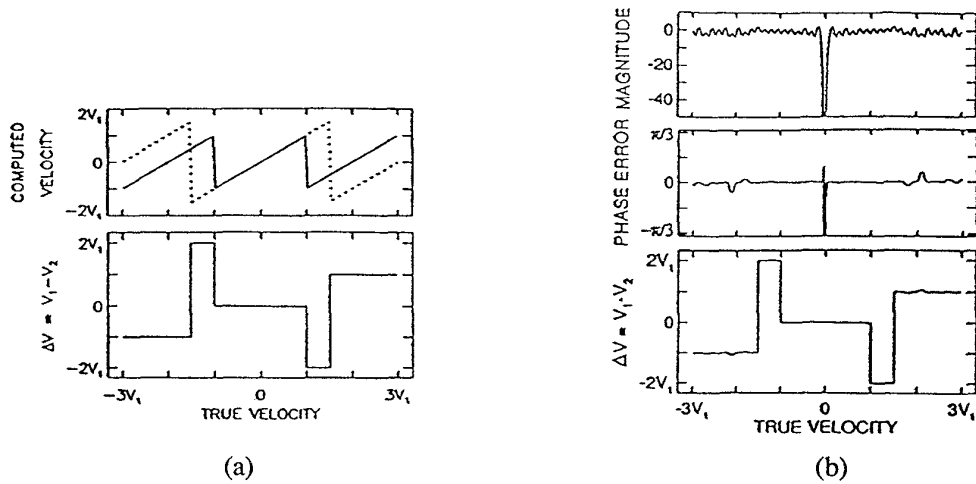 2V₁
0
-2V₁
COMPUTED
VELOCITY
2V₁
0
-2V₁
ΔV = V₁-V₂
-3V₁
0
3V₁
TRUE VELOCITY
(a)
0
-20
-40
MAGNITUDE
π/3
0
-π/3
PHASE ERROR
2V₁
0
-2V₁
ΔV = V₁-V₂
-3V₁
0
3V₁
TRUE VELOCITY
(b)